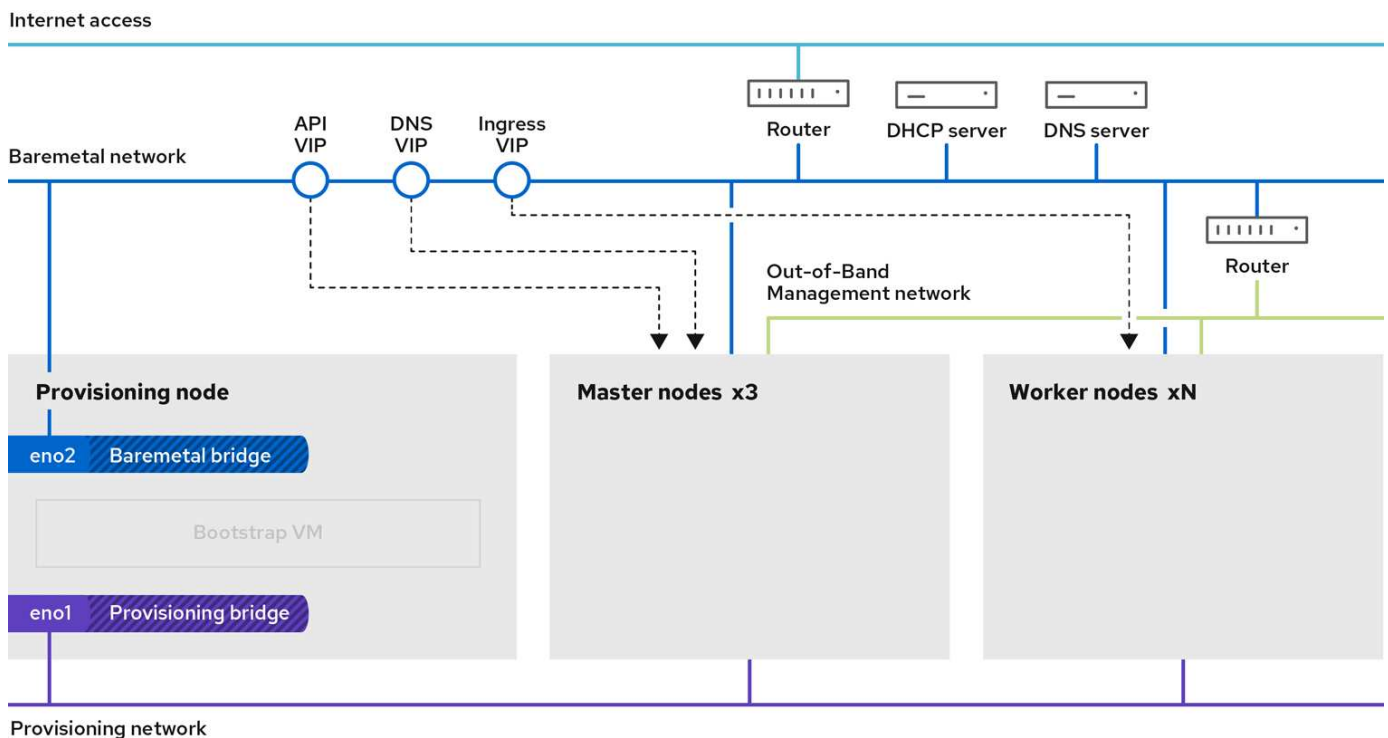 Internet access
API
VIP
DNS
VIP
Ingress
VIP
Router
DHCP server
DNS server
Baremetal network
Router
Out-of-Band
Management network
Provisioning node
Master nodes x3
Worker nodes xN
eno2
Baremetal bridge
Bootstrap VM
eno1
Provisioning bridge
Provisioning network